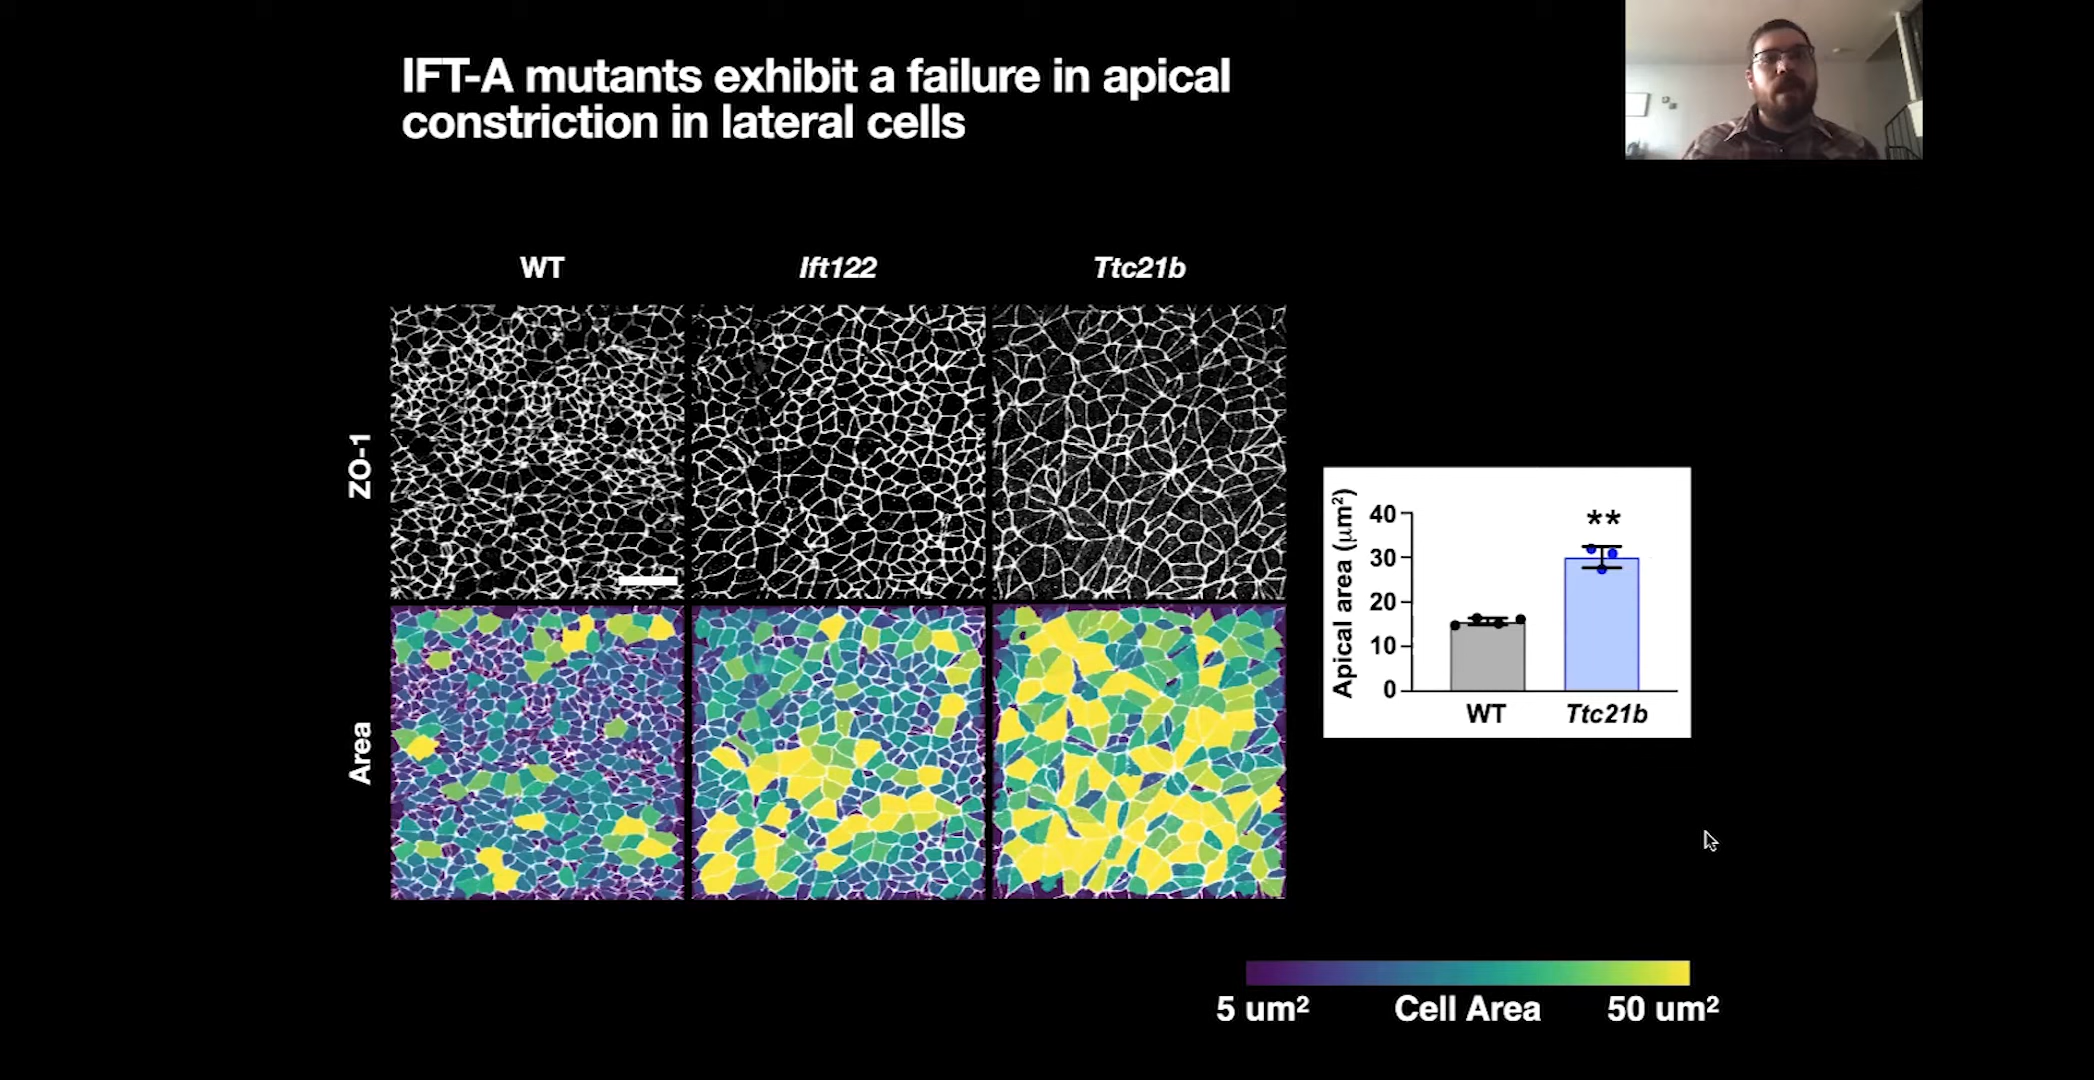 IFT-A mutants exhibit a failure in apical
constriction in lateral cells
WT
Ift122
Ttc21b
ZO-1
Area
Apical area (µm²)
40
30
20
10
0
**
WT
Ttc21b
5 um²
Cell Area
50 um²